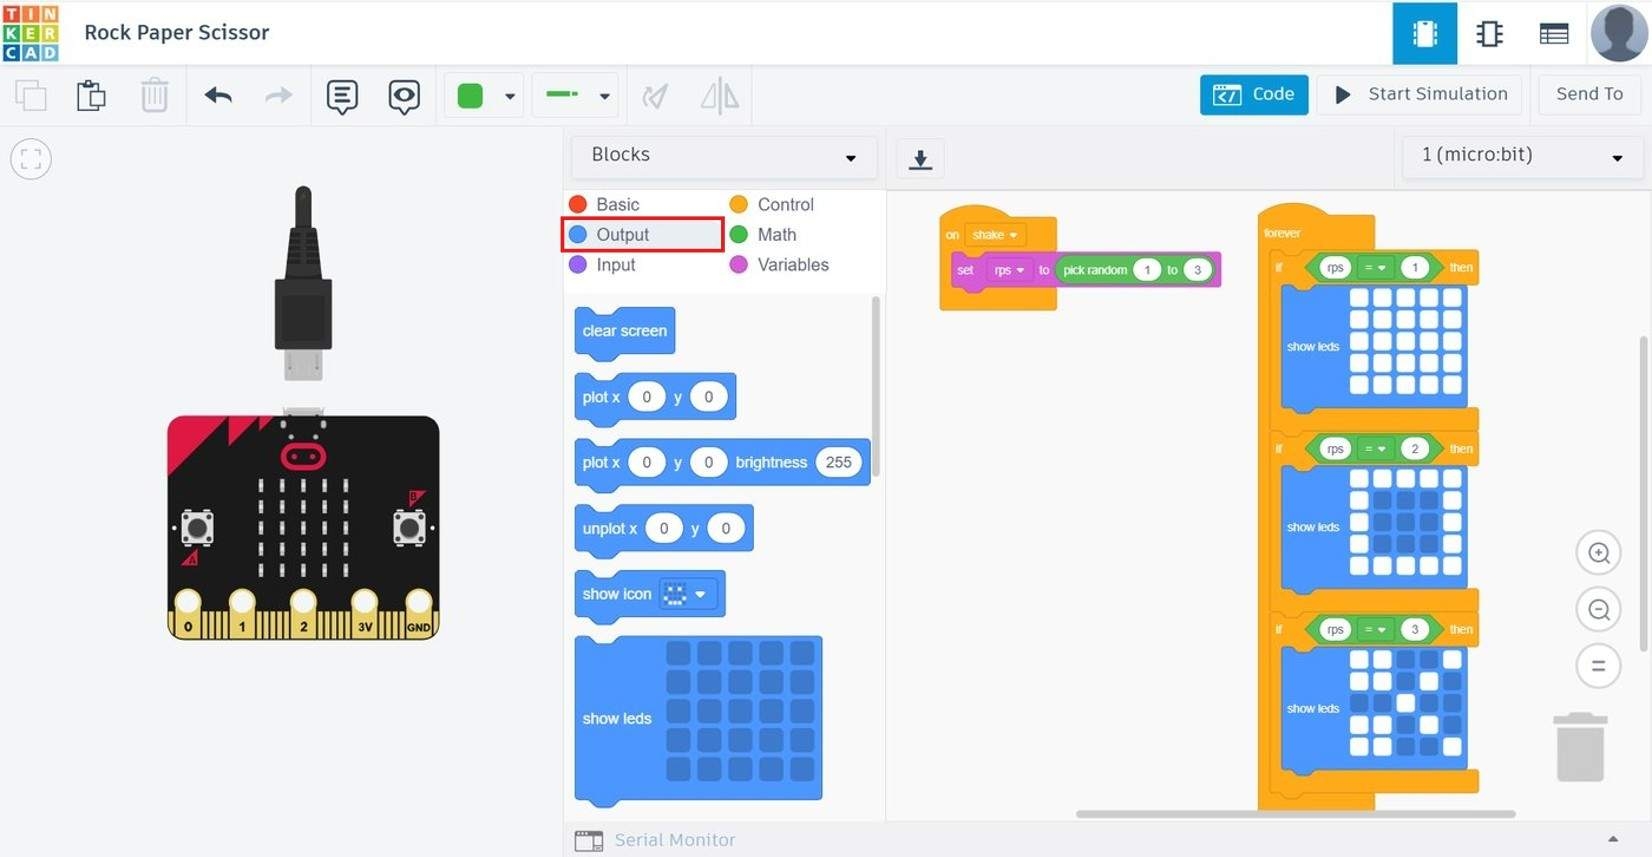 TIN
KER
CAD
Rock Paper Scissor
Code
Start Simulation
Send To
Blocks
1 (micro:bit)
Basic
Control
Output
Math
Input
Variables
clear screen
plot x 0 y 0
plot x 0 y 0 brightness 255
unplot x 0 y 0
show icon
show leds
on shake
set rps to pick random 1 to 3
forever
if rps = 1 then
show leds
if rps = 2 then
show leds
if rps = 3 then
show leds
B
A
0 1 2 3V GND
=
Serial Monitor